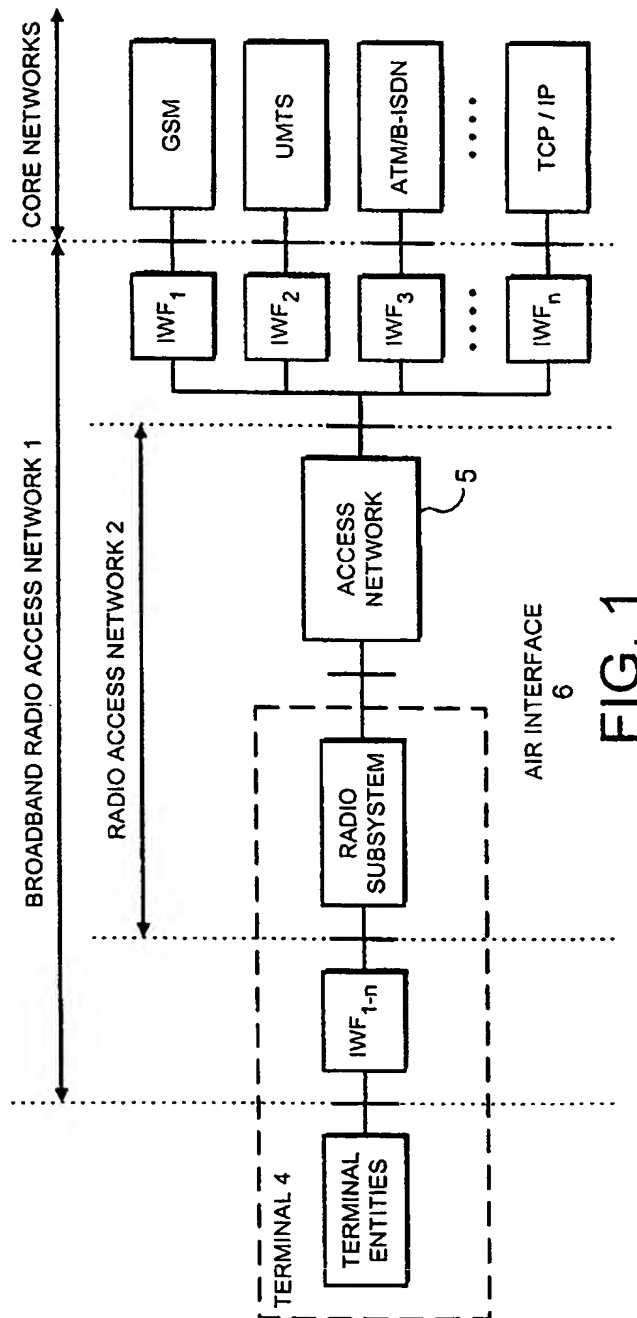 CORE NETWORKS
BROADBAND RADIO ACCESS NETWORK 1
RADIO ACCESS NETWORK 2
GSM
UMTS
ATM/B-ISDN
TCP / IP
IWF1
IWF2
IWF3
IWFn
ACCESS
NETWORK
5
RADIO
SUBSYSTEM
IWF1-n
TERMINAL
ENTITIES
TERMINAL 4
AIR INTERFACE
6
FIG. 1